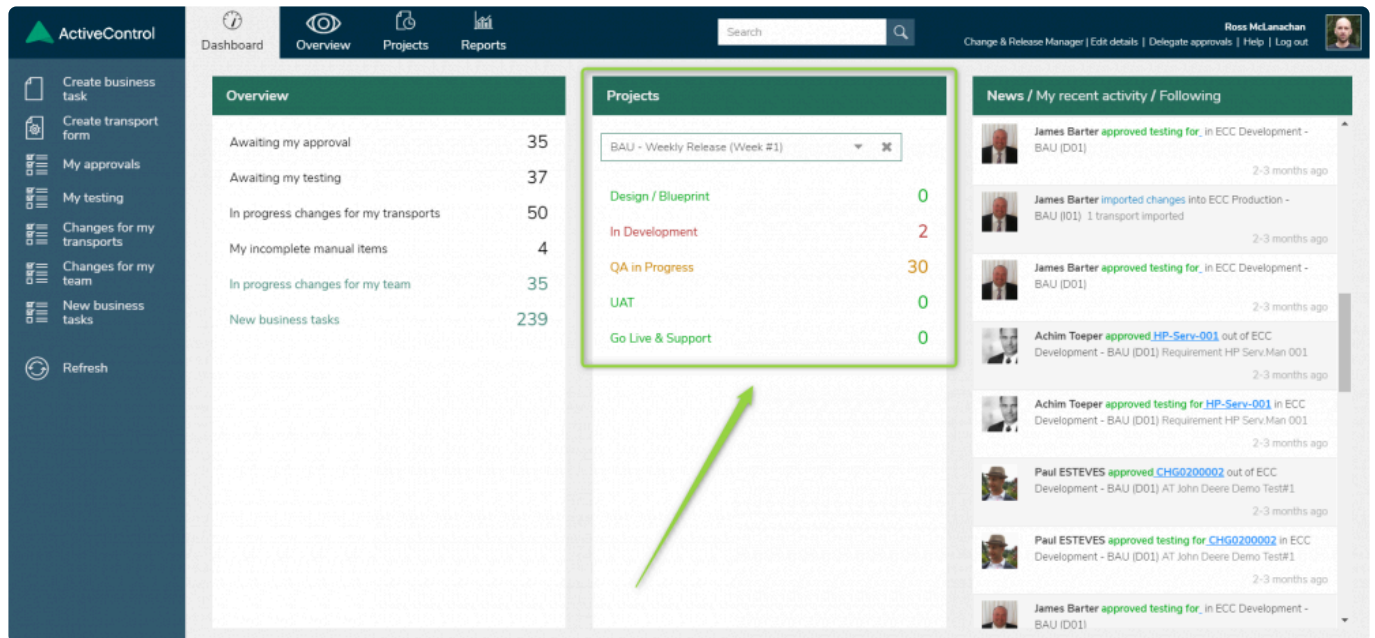 ActiveControl
Dashboard
Overview
Projects
Reports
Search
Ross McLanachan
Change & Release Manager | Edit details | Delegate approvals | Help | Log out
Create business
task
Create transport
form
My approvals
My testing
Changes for my
transports
Changes for my
team
New business
tasks
Refresh
Overview
Awaiting my approval 35
Awaiting my testing 37
In progress changes for my transports 50
My incomplete manual items 4
In progress changes for my team 35
New business tasks 239
Projects
BAU - Weekly Release (Week #1)
Design / Blueprint 0
In Development 2
QA in Progress 30
UAT 0
Go Live & Support 0
News / My recent activity / Following
James Barter approved testing for in ECC Development -
BAU (D01)
2-3 months ago
James Barter imported changes into ECC Production -
BAU (I01) 1 transport imported
2-3 months ago
James Barter approved testing for in ECC Development -
BAU (D01)
2-3 months ago
Achim Toeper approved HP-Serv-001 out of ECC
Development - BAU (D01) Requirement HP Serv.Man 001
2-3 months ago
Achim Toeper approved testing for HP-Serv-001 in ECC
Development - BAU (D01) Requirement HP Serv.Man 001
2-3 months ago
Paul ESTEVES approved CHG0200002 out of ECC
Development - BAU (D01) AT John Deere Demo Test#1
2-3 months ago
Paul ESTEVES approved testing for CHG0200002 in ECC
Development - BAU (D01) AT John Deere Demo Test#1
2-3 months ago
James Barter approved testing for in ECC Development -
BAU (D01)